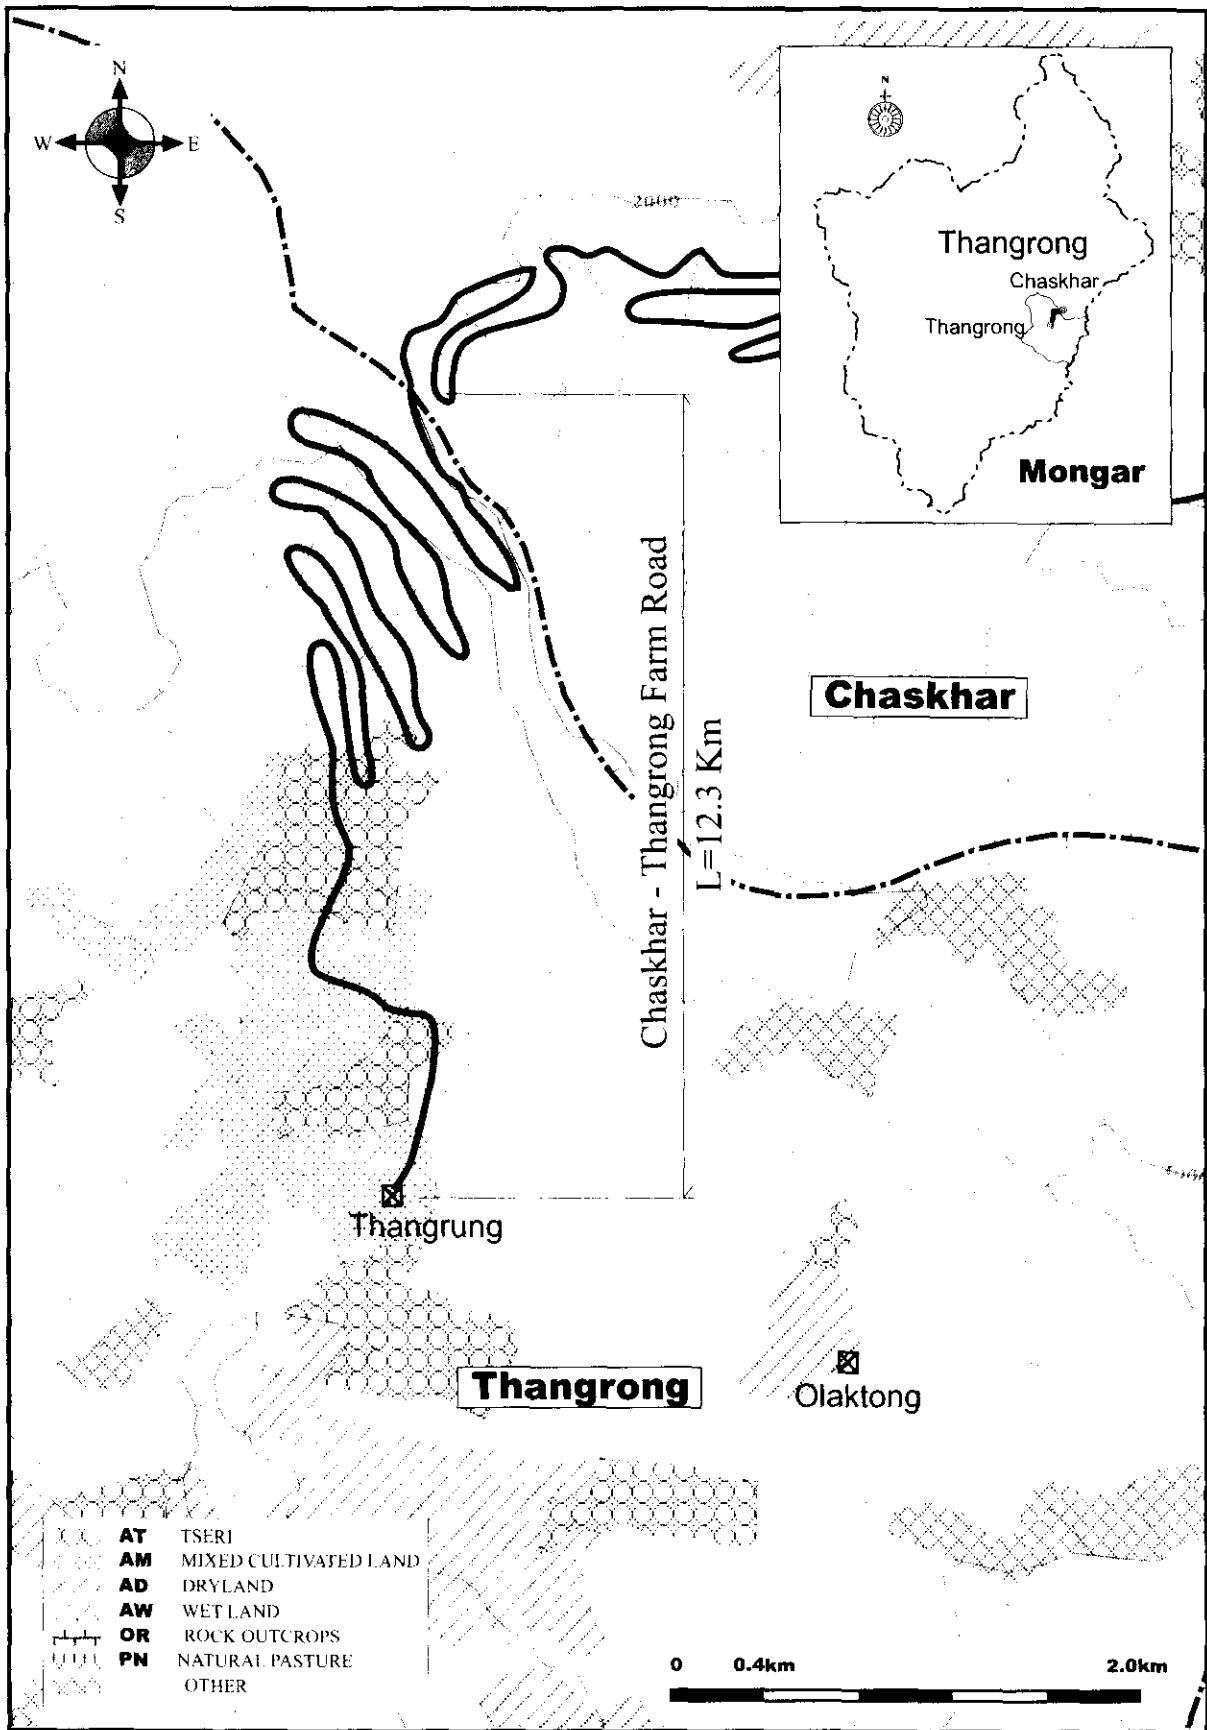 N
W E
S
2000
N
Thangrong
Chaskhar
Thangrong
Mongar
Chaskhar - Thangrong Farm Road
L=12.3 Km
Chaskhar
Thangrung
Thangrong
Olaktong
AT TSERI
AM MIXED CULTIVATED LAND
AD DRYLAND
AW WET LAND
OR ROCK OUTCROPS
PN NATURAL PASTURE
OTHER
0 0.4km 2.0km